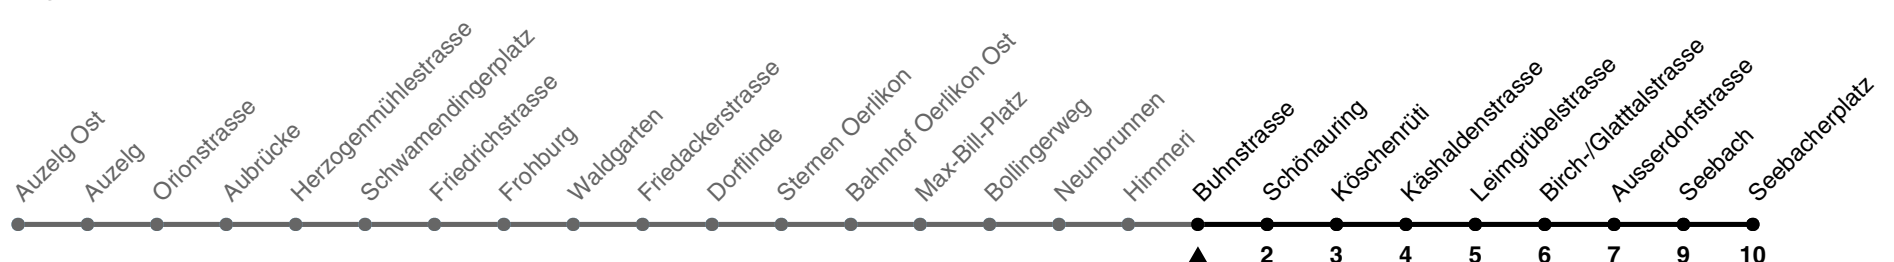 Auzelg Ost
Auzelg
Orionstrasse
Aubrücke
Herzogenmühlestrasse
Schwamendingerplatz
Friedrichstrasse
Frohburg
Waldgarten
Friedackerstrasse
Dorflinde
Sternen Oerlikon
Bahnhof Oerlikon Ost
Max-Bill-Platz
Bollingerweg
Neunbrunnen
Himmeri
Buhnstrasse
Schönauring
Köschenrüti
Käshaldenstrasse
Leimgrübelstrasse
Birch-/Glatttalstrasse
Ausserdorfstrasse
Seebach
Seebacherplatz
2 3 4 5 6 7 9 10